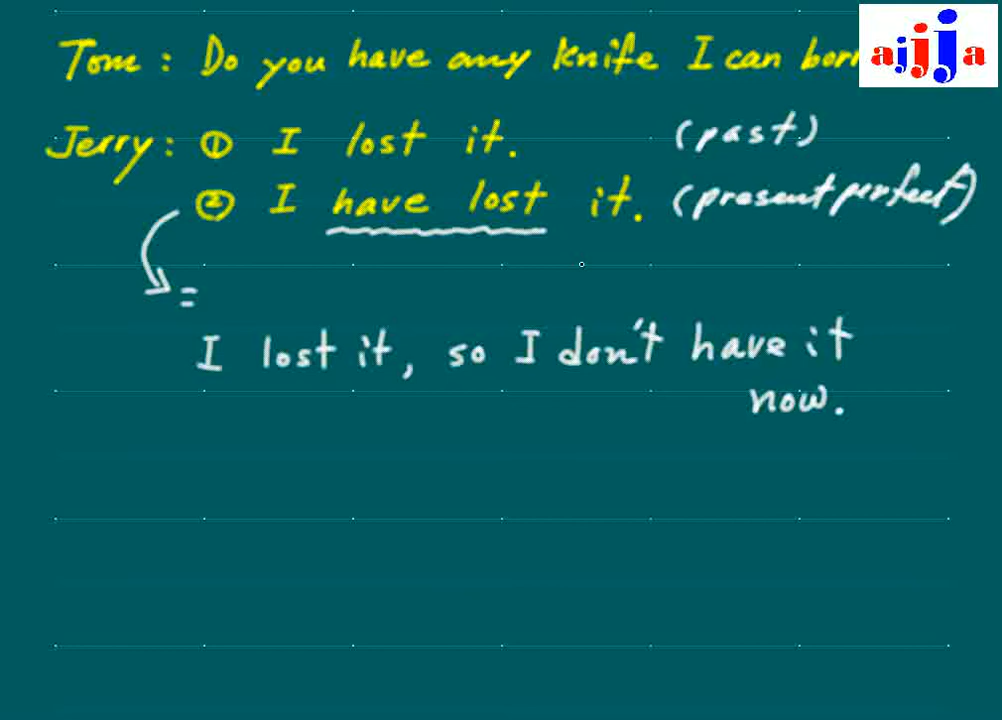 Tom: Do you have any knife I can borr
aijja
Jerry: ① I lost it. (past)
② I have lost it. (present perfect)
=
I lost it, so I don't have it
now.